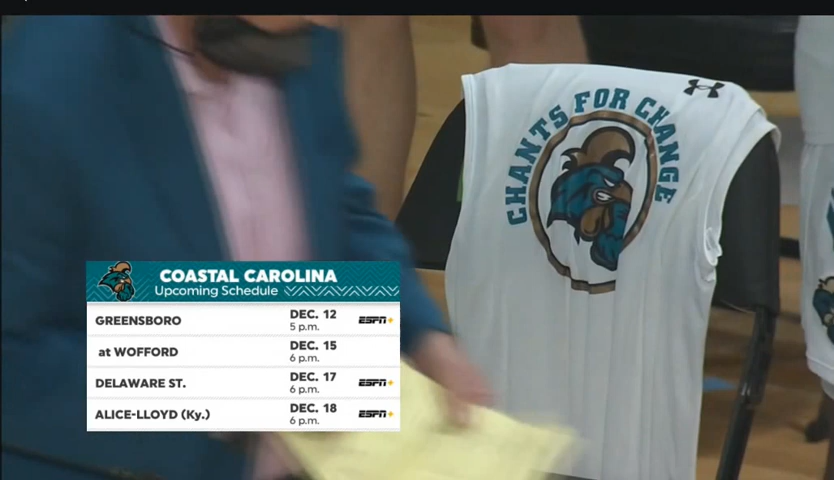 CHANTS FOR CHANGE
COASTAL CAROLINA
Upcoming Schedule
GREENSBORO DEC. 12 ESPN+
5 p.m.
at WOFFORD DEC. 15
6 p.m.
DELAWARE ST. DEC. 17 ESPN+
6 p.m.
ALICE-LLOYD (Ky.) DEC. 18 ESPN+
6 p.m.